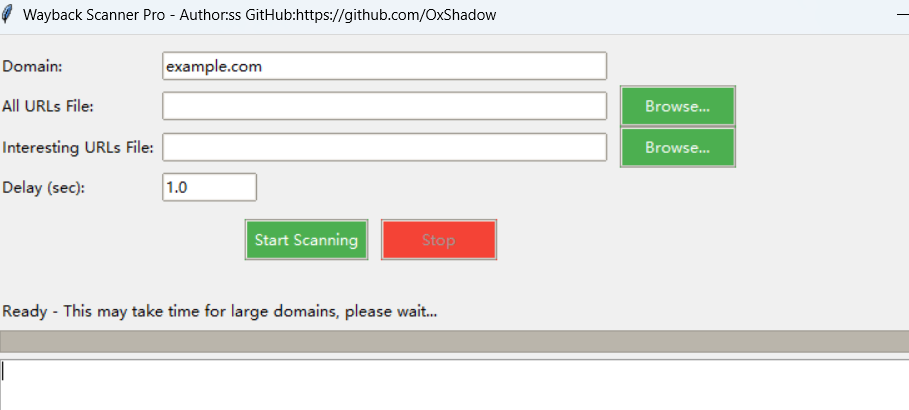 Wayback Scanner Pro - Author:ss GitHub:https://github.com/OxShadow
Domain: example.com
All URLs File: Browse...
Interesting URLs File: Browse...
Delay (sec): 1.0
Start Scanning Stop
Ready - This may take time for large domains, please wait...